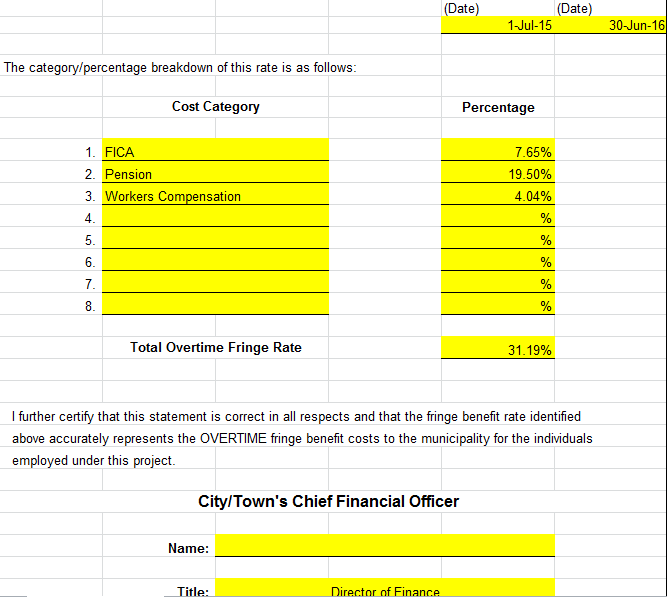 (Date) (Date)
1-Jul-15 30-Jun-16
The category/percentage breakdown of this rate is as follows:
Cost Category Percentage
1. FICA 7.65%
2. Pension 19.50%
3. Workers Compensation 4.04%
4. %
5. %
6. %
7. %
8. %
Total Overtime Fringe Rate 31.19%
I further certify that this statement is correct in all respects and that the fringe benefit rate identified
above accurately represents the OVERTIME fringe benefit costs to the municipality for the individuals
employed under this project.
City/Town's Chief Financial Officer
Name:
Title: Director of Finance